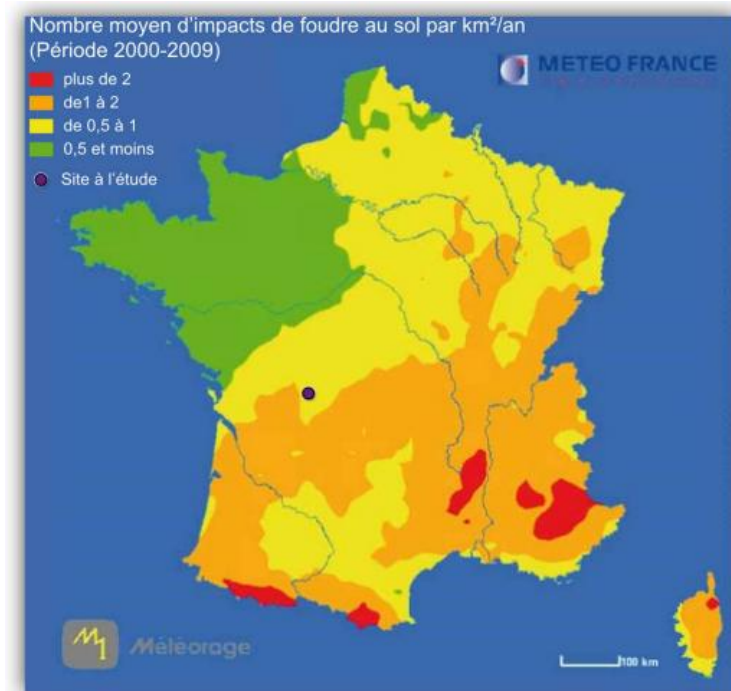 Nombre moyen d'impacts de foudre au sol par km²/an
(Période 2000-2009)
plus de 2
de1 à 2
de 0,5 à 1
0,5 et moins
Site à l'étude
METEO FRANCE
Météorage
100 km